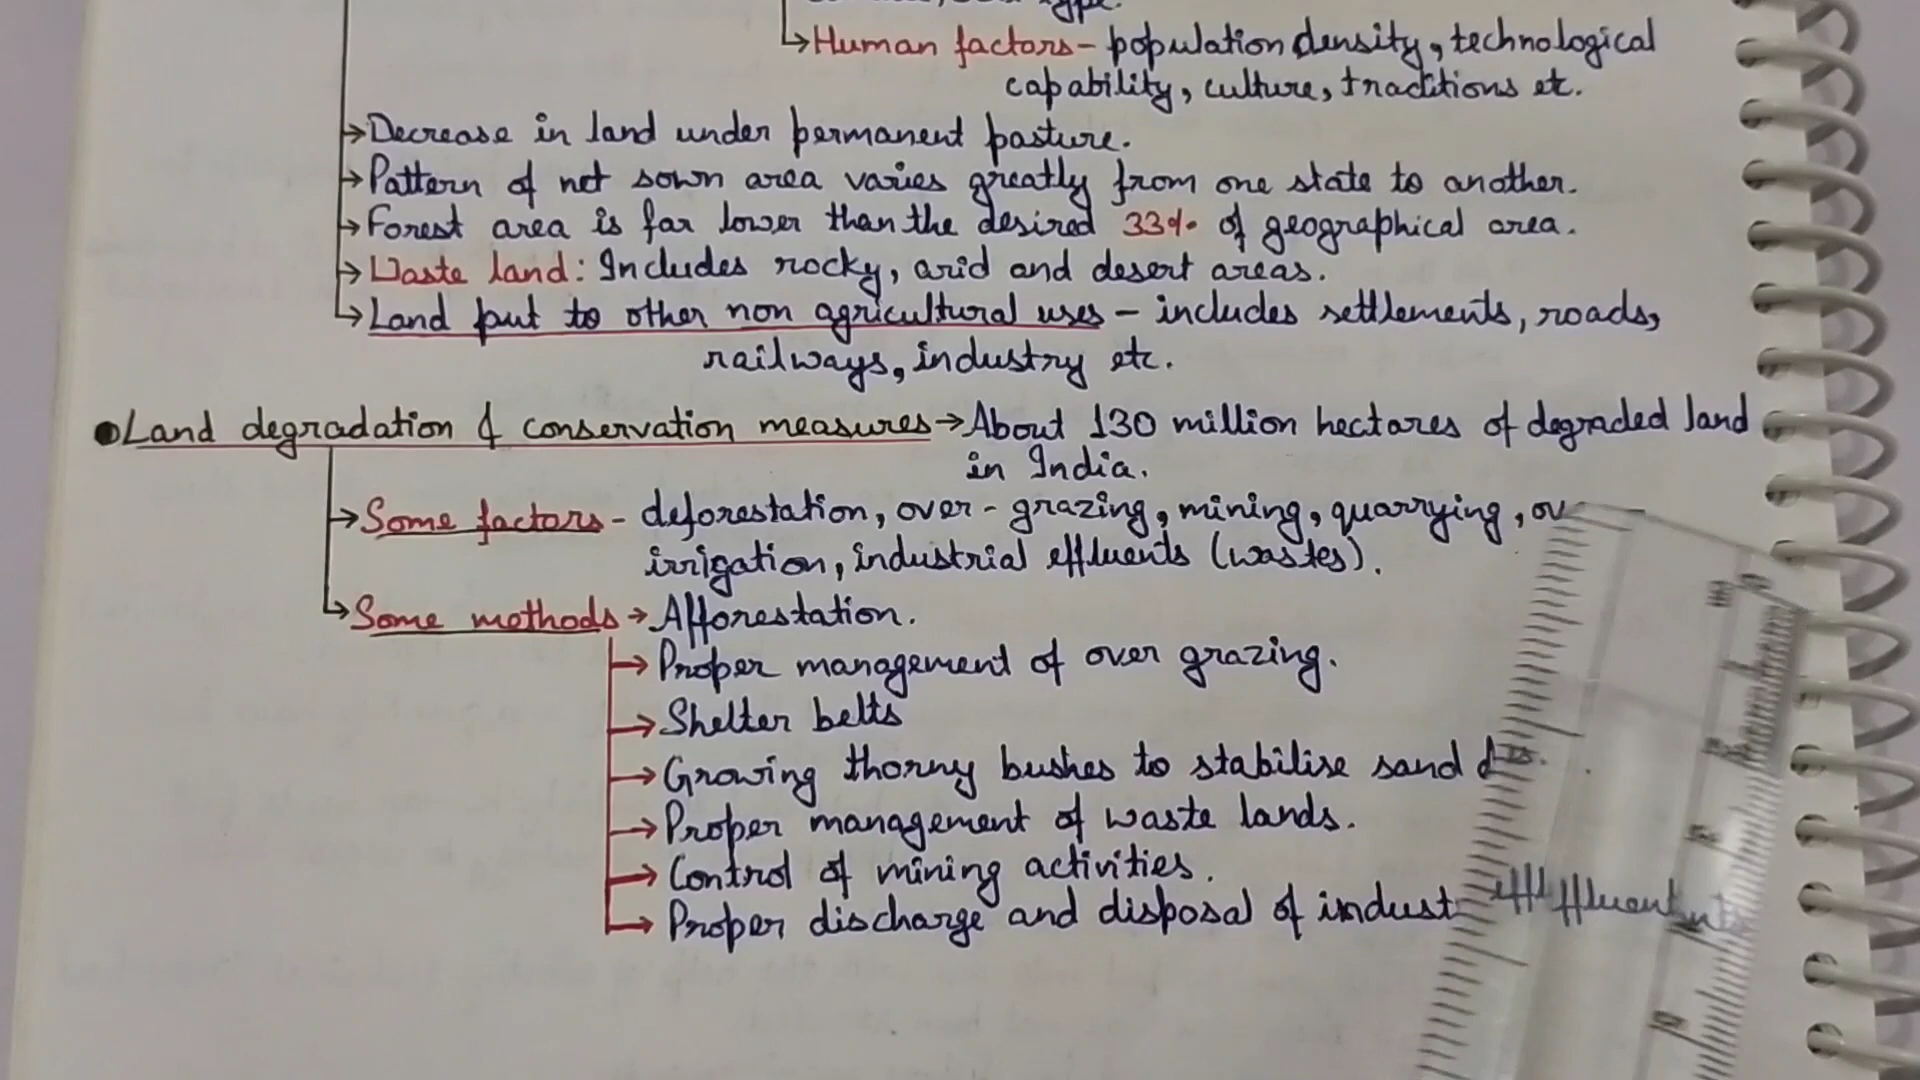 →Human factors- population density, technological
capability, culture, traditions et.
→Decrease in land under permanent pasture.
→Pattern of net sown area varies greatly from one state to another.
→Forest area is far lower than the desired 33% of geographical area.
→Waste land: Includes rocky, arid and desert areas.
→Land put to other non agricultural uses - includes settlements, roads,
railways, industry etc.
•Land degradation & conservation measures→About 130 million hectares of degraded land
in India.
→Some factors - deforestation, over-grazing, mining, quarrying,
irrigation, industrial effluents (wastes).
→Some methods →Afforestation.
→Proper management of over grazing.
→Shelter belts
→Growing thorny bushes to stabilise sand
→Proper management of waste lands.
→Control of mining activities.
→Proper discharge and disposal of